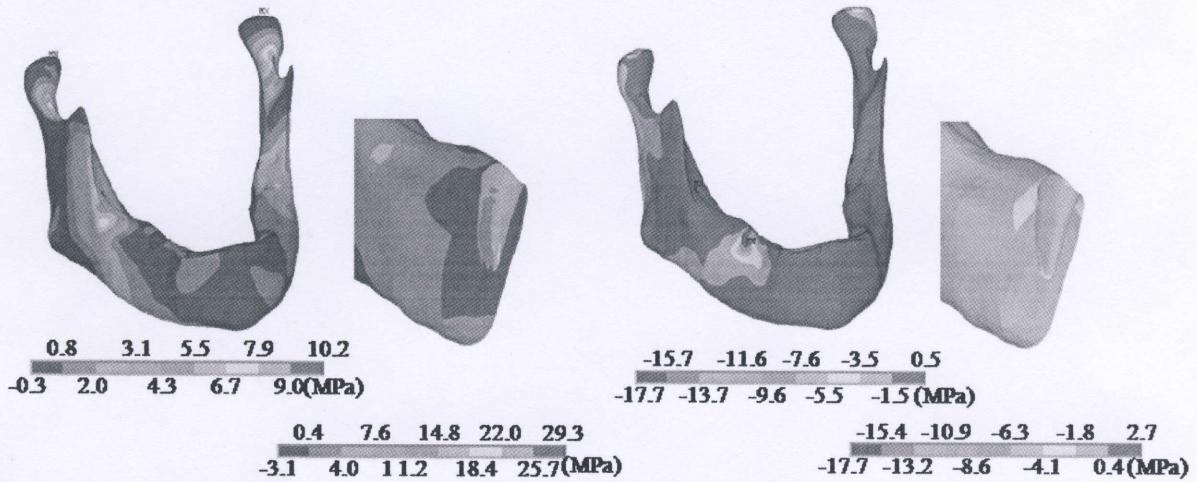 MX
MX
0.8 3.1 5.5 7.9 10.2
-0.3 2.0 4.3 6.7 9.0(MPa)
-15.7 -11.6 -7.6 -3.5 0.5
-17.7 -13.7 -9.6 -5.5 -1.5 (MPa)
0.4 7.6 14.8 22.0 29.3
-3.1 4.0 11.2 18.4 25.7(MPa)
-15.4 -10.9 -6.3 -1.8 2.7
-17.7 -13.2 -8.6 -4.1 0.4(MPa)